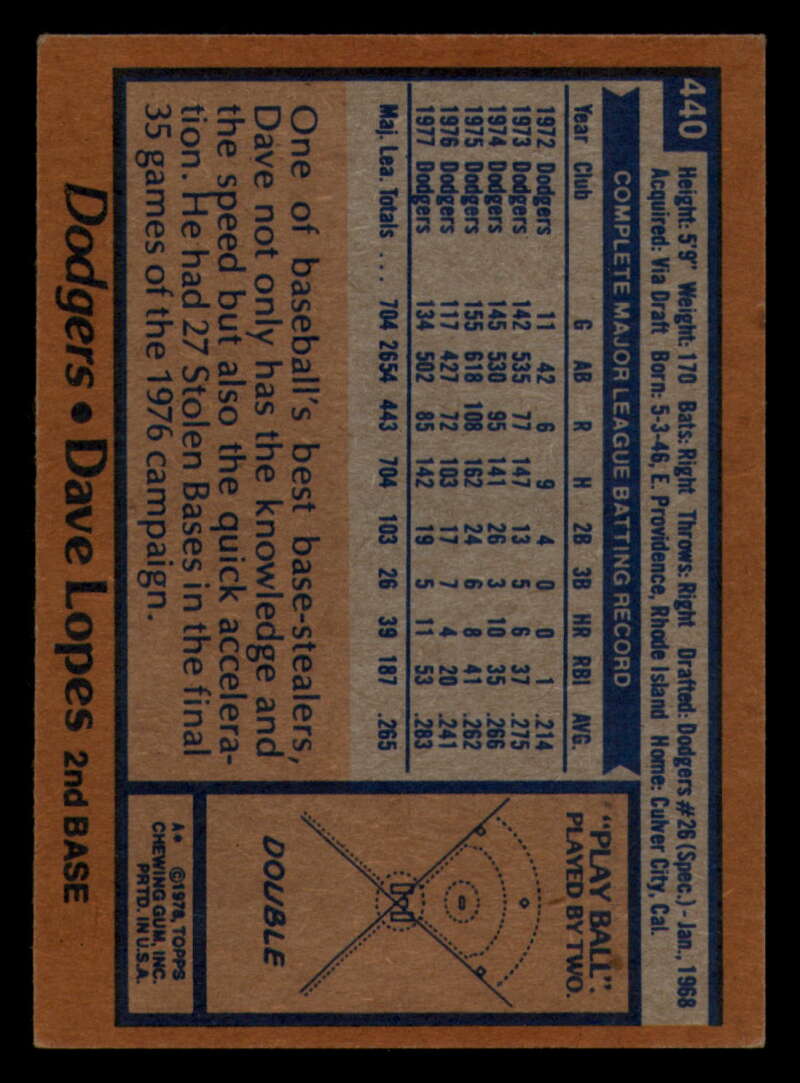 440
Height: 5'9" Weight: 170 Bats: Right Throws: Right Drafted: Dodgers #26 (Spec.) - Jan., 1968
Acquired: Via Draft Born: 5-3-46, E. Providence, Rhode Island Home: Culver City, Cal.
COMPLETE MAJOR LEAGUE BATTING RECORD
Year Club G AB R H 2B 3B HR RBI AVG.
1972 Dodgers 11 42 6 9 4 0 0 1 .214
1973 Dodgers 142 535 77 147 13 5 6 37 .275
1974 Dodgers 145 530 95 141 26 3 10 35 .266
1975 Dodgers 155 618 108 162 24 6 8 41 .262
1976 Dodgers 117 427 72 103 17 7 4 20 .241
1977 Dodgers 134 502 85 142 19 5 11 53 .283
Maj. Lea. Totals ... 704 2654 443 704 103 26 39 187 .265
One of baseball's best base-stealers,
Dave not only has the knowledge and
the speed but also the quick accelera-
tion. He had 27 Stolen Bases in the final
35 games of the 1976 campaign.
"PLAY BALL".
PLAYED BY TWO.
DOUBLE
A* ©1978, TOPPS
CHEWING GUM, INC.
PRTD. IN U.S.A.
Dodgers • Dave Lopes 2nd BASE